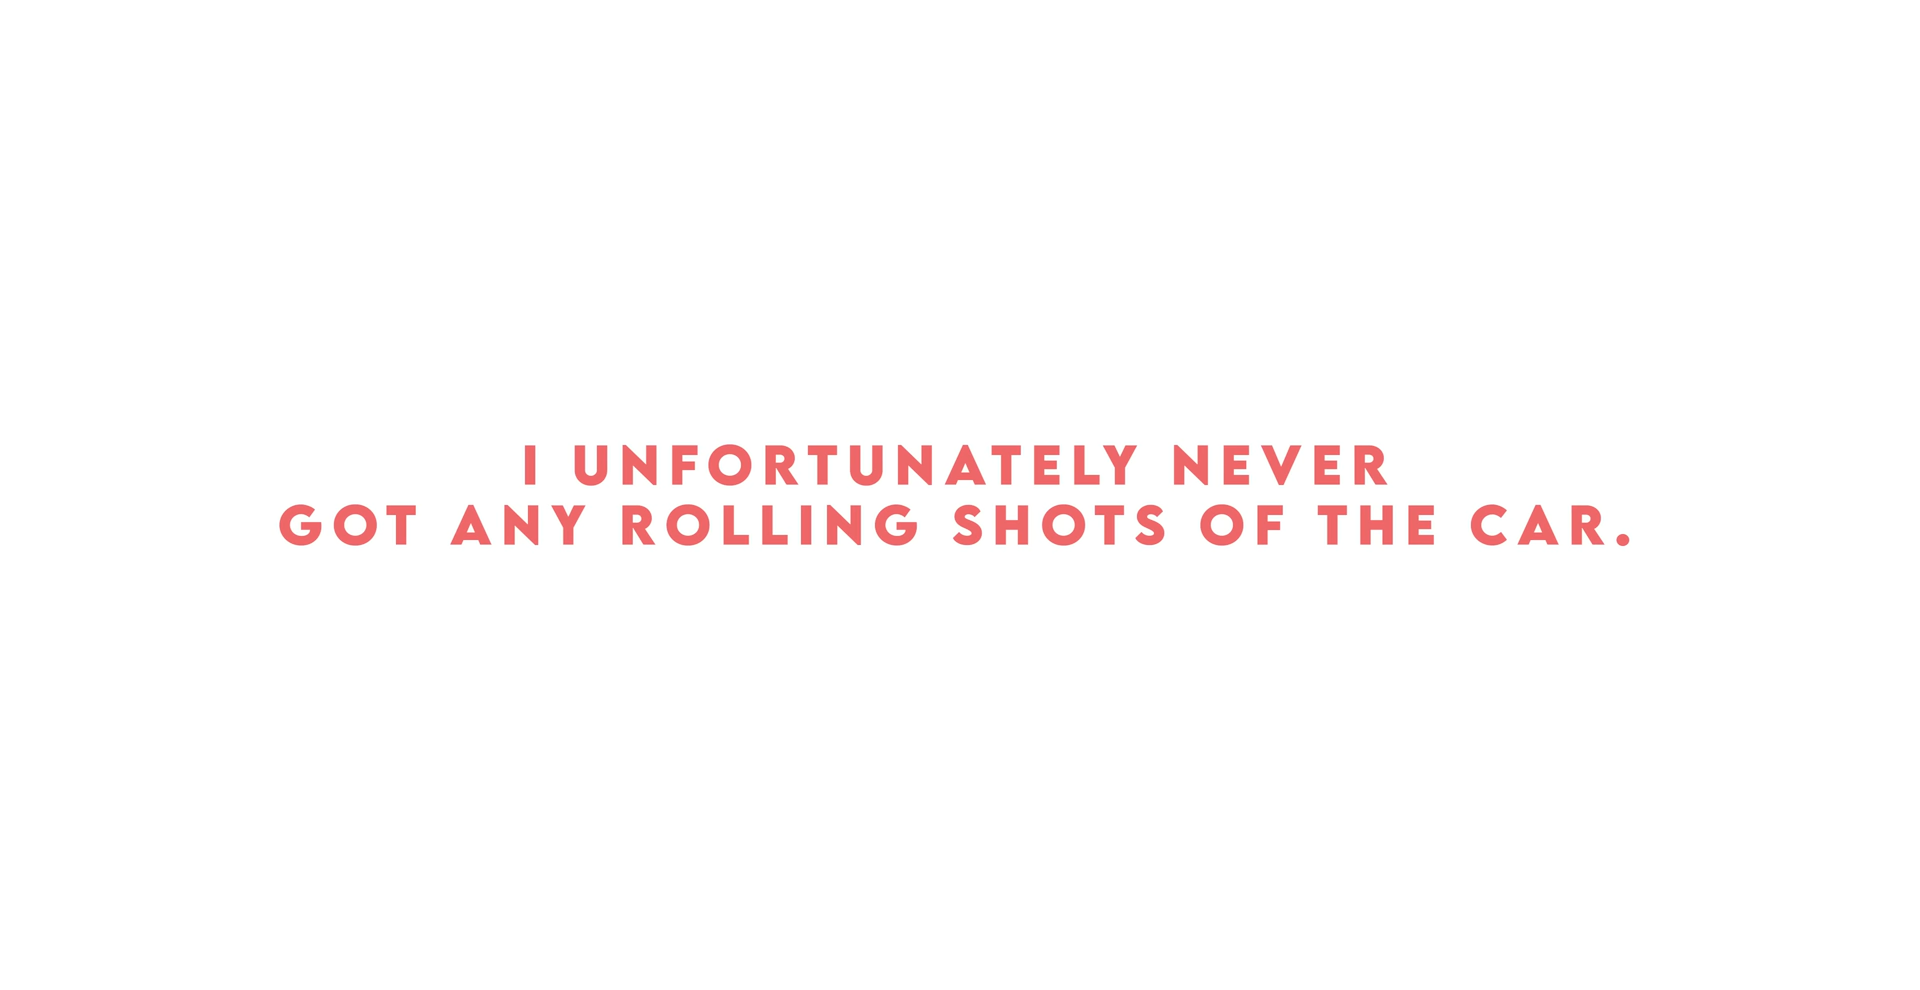 I UNFORTUNATELY NEVER
GOT ANY ROLLING SHOTS OF THE CAR.